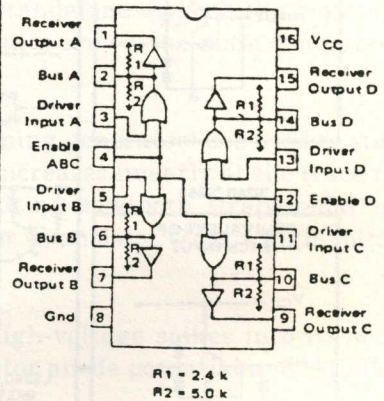 Receiver
Output A
1
Bus A
2
Driver
Input A
3
Enable
ABC
4
Driver
Input B
5
Bus B
6
Receiver
Output B
7
Gnd
8
R
1
R
2
R
1
R
2
16
VCC
15
Receiver
Output D
R1
14
Bus D
R2
13
Driver
Input D
12
Enable D
11
Driver
Input C
R1
10
Bus C
R2
9
Receiver
Output C
R1 = 2.4 k
R2 = 5.0 k